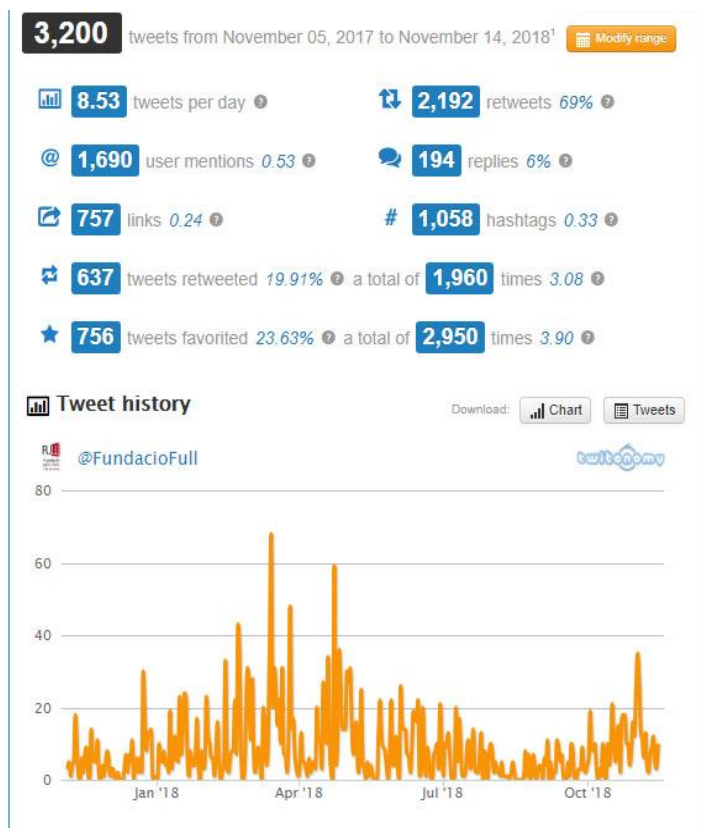 3,200 tweets from November 05, 2017 to November 14, 2018¹ Modify range
8.53 tweets per day ? 2,192 retweets 69% ?
@ 1,690 user mentions 0.53 ? 194 replies 6% ?
757 links 0.24 ? # 1,058 hashtags 0.33 ?
637 tweets retweeted 19.91% ? a total of 1,960 times 3.08 ?
756 tweets favorited 23.63% ? a total of 2,950 times 3.90 ?
Tweet history Download: Chart Tweets
@FundacioFull twitonomy
80
60
40
20
0
Jan '18 Apr '18 Jul '18 Oct '18